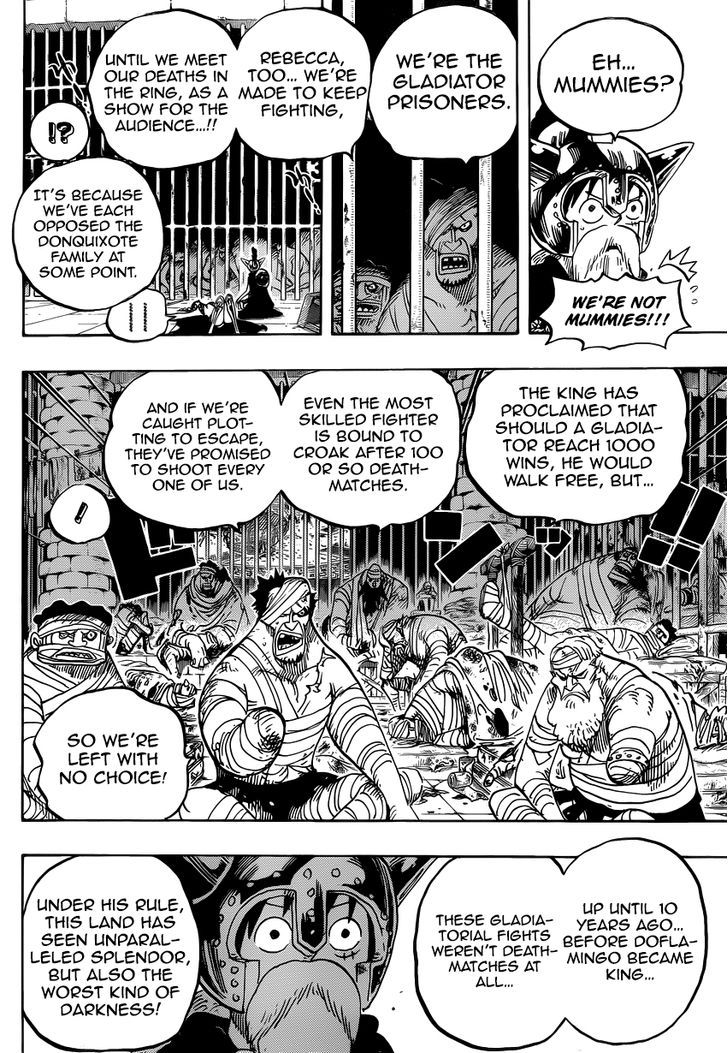 EH...
MUMMIES?
WE'RE NOT
MUMMIES!!!
WE'RE THE
GLADIATOR
PRISONERS.
REBECCA,
TOO... WE'RE
MADE TO KEEP
FIGHTING,
UNTIL WE MEET
OUR DEATHS IN
THE RING, AS A
SHOW FOR THE
AUDIENCE...!!
!?
IT'S BECAUSE
WE'VE EACH
OPPOSED THE
DONQUIXOTE
FAMILY AT
SOME POINT.
THE KING HAS
PROCLAIMED THAT
SHOULD A GLADIA-
TOR REACH 1000
WINS, HE WOULD
WALK FREE, BUT...
EVEN THE MOST
SKILLED FIGHTER
IS BOUND TO
CROAK AFTER 100
OR SO DEATH-
MATCHES.
AND IF WE'RE
CAUGHT PLOT-
TING TO ESCAPE,
THEY'VE PROMISED
TO SHOOT EVERY
ONE OF US.
!
SO WE'RE
LEFT WITH
NO CHOICE!
UP UNTIL 10
YEARS AGO...
BEFORE DOFLA-
MINGO BECAME
KING...
THESE GLADIA-
TORIAL FIGHTS
WEREN'T DEATH-
MATCHES AT
ALL...
UNDER HIS RULE,
THIS LAND HAS
SEEN UNPARAL-
LELED SPLENDOR,
BUT ALSO THE
WORST KIND OF
DARKNESS!